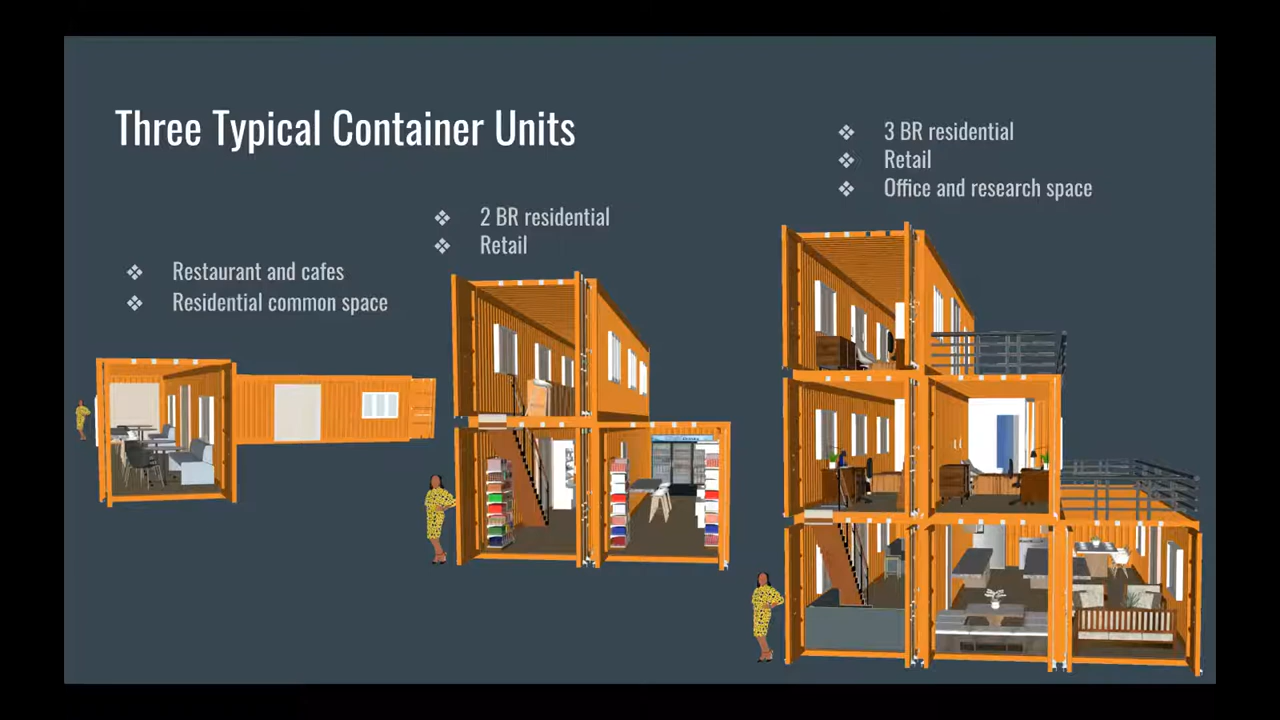 Three Typical Container Units
❖ Restaurant and cafes
❖ Residential common space
❖ 2 BR residential
❖ Retail
❖ 3 BR residential
❖ Retail
❖ Office and research space